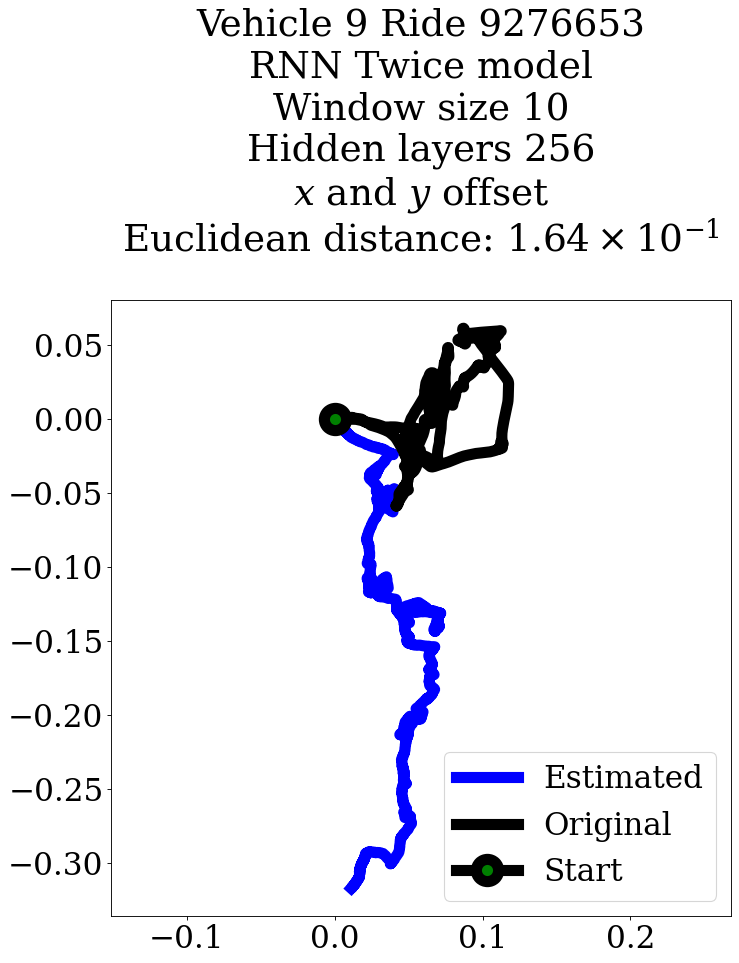 Vehicle 9 Ride 9276653
RNN Twice model
Window size 10
Hidden layers 256
x and y offset
Euclidean distance: 1.64 × 10⁻¹
0.05
0.00
−0.05
−0.10
−0.15
−0.20
−0.25
−0.30
Estimated
Original
Start
−0.1 0.0 0.1 0.2